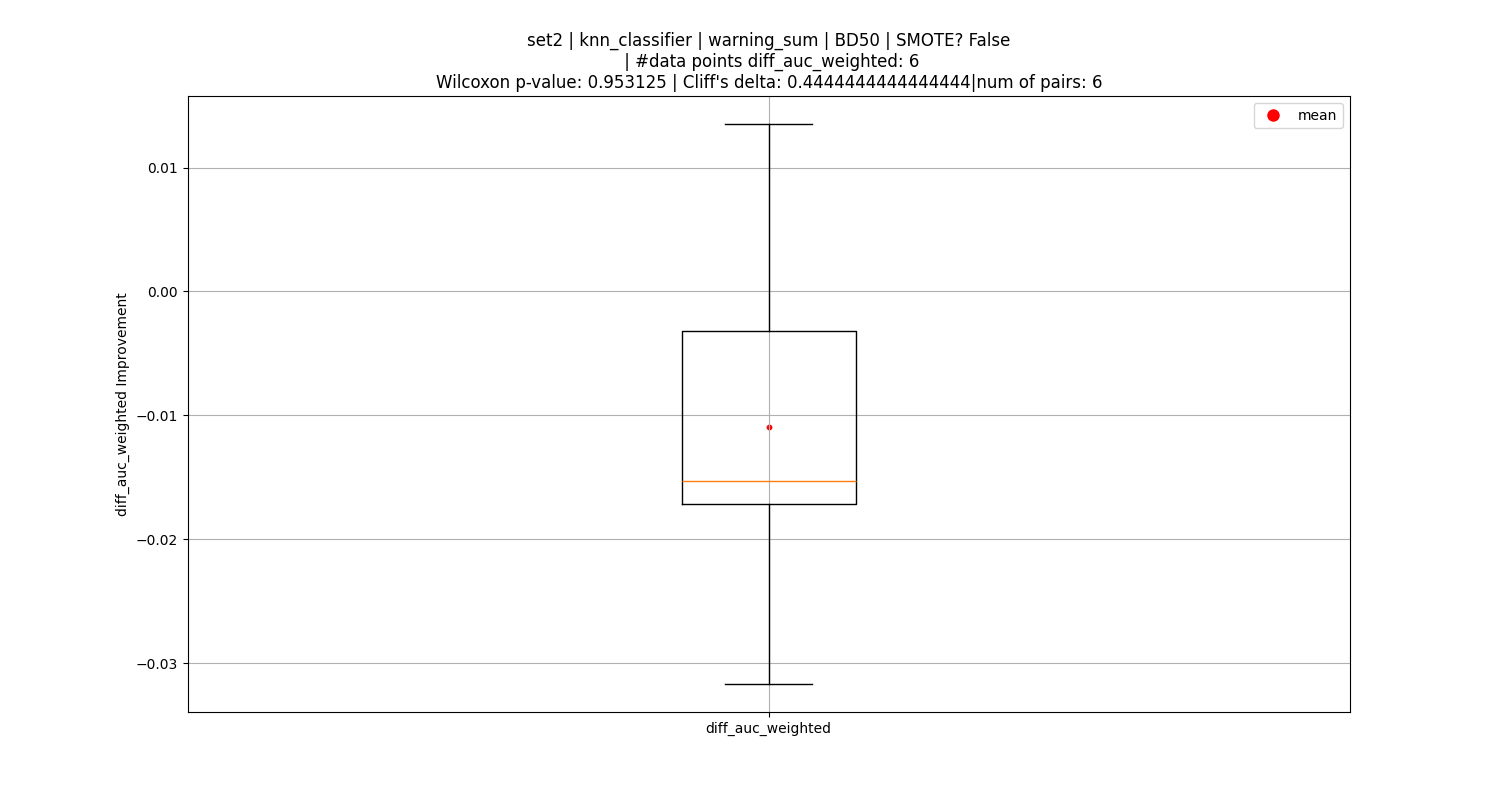 set2 | knn_classifier | warning_sum | BD50 | SMOTE? False
| #data points diff_auc_weighted: 6
Wilcoxon p-value: 0.953125 | Cliff's delta: 0.4444444444444444|num of pairs: 6
mean
0.01
0.00
−0.01
−0.02
−0.03
diff_auc_weighted Improvement
diff_auc_weighted